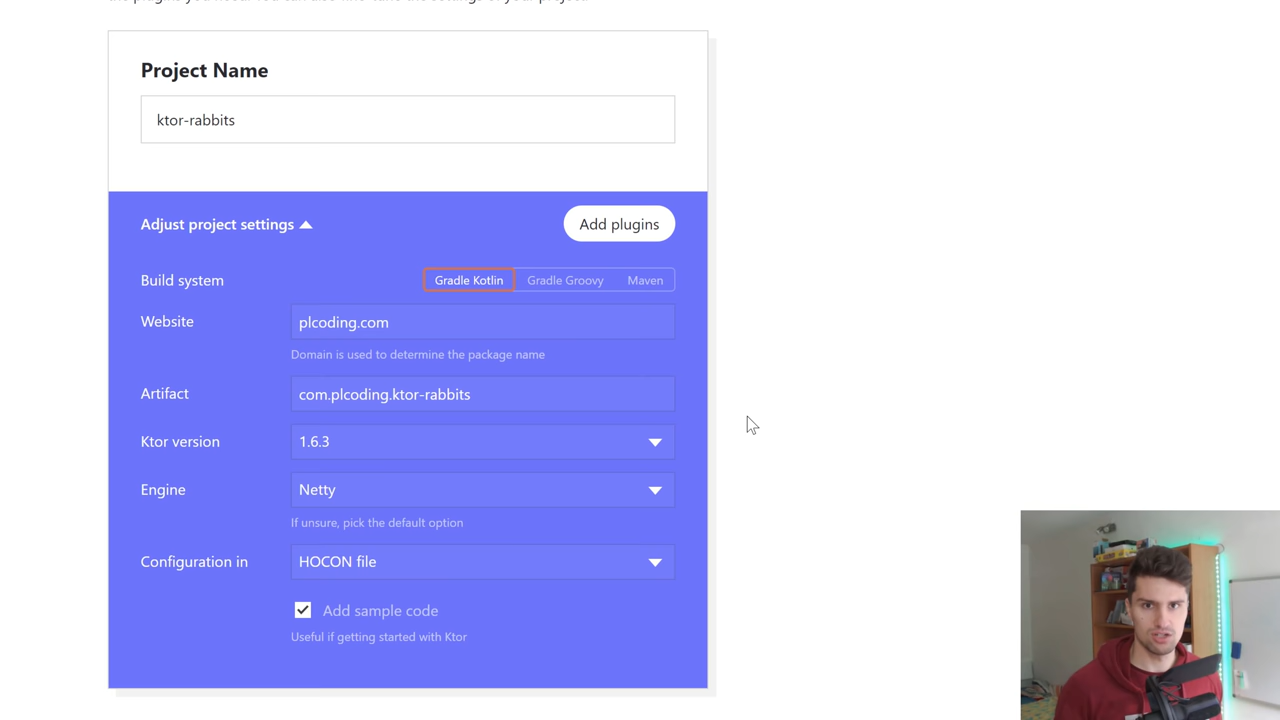 Project Name
ktor-rabbits
Adjust project settings
Add plugins
Build system
Gradle Kotlin
Gradle Groovy
Maven
Website
plcoding.com
Domain is used to determine the package name
Artifact
com.plcoding.ktor-rabbits
Ktor version
1.6.3
Engine
Netty
If unsure, pick the default option
Configuration in
HOCON file
Add sample code
Useful if getting started with Ktor